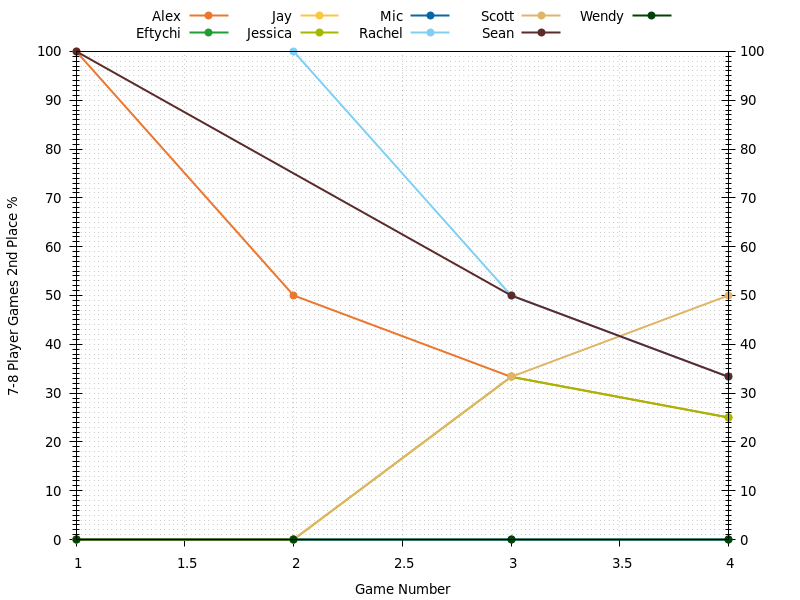 Alex Jay Mic Scott Wendy
Eftychi Jessica Rachel Sean
100 100
90 90
80 80
70 70
60 60
50 50
40 40
30 30
20 20
10 10
0 0
7-8 Player Games 2nd Place %
1 1.5 2 2.5 3 3.5 4
Game Number